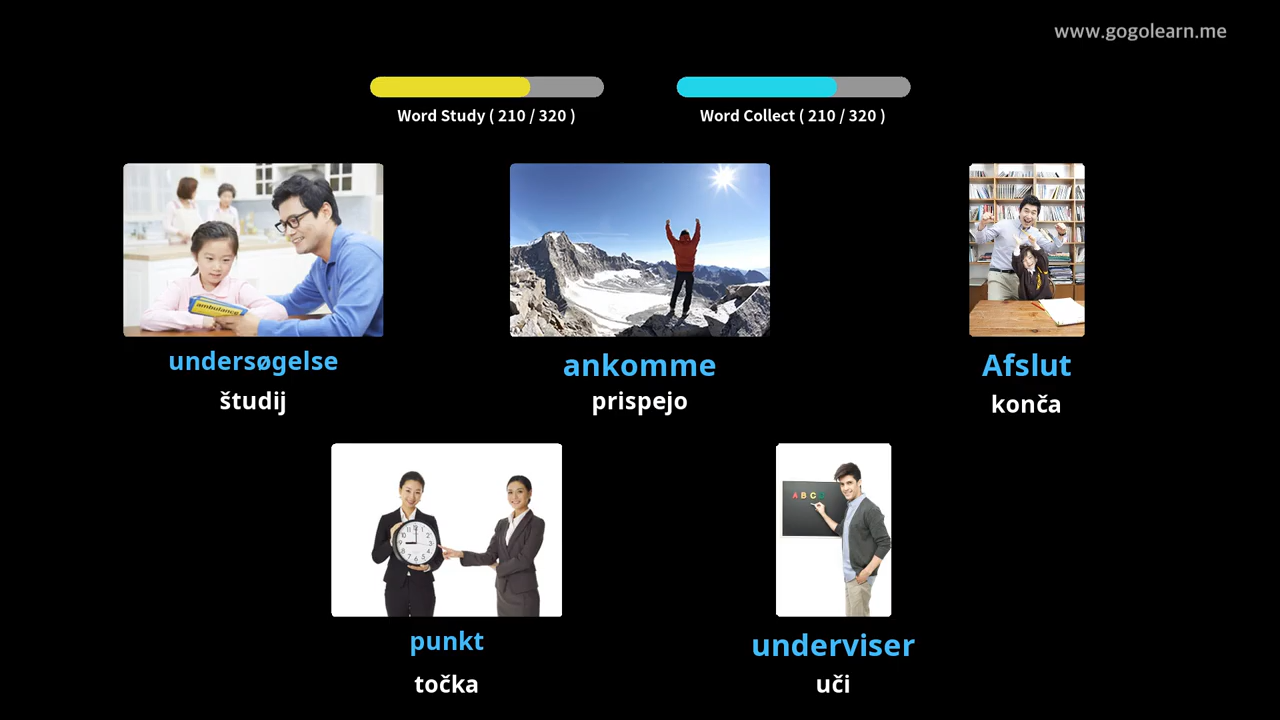 www.gogolearn.me
Word Study ( 210 / 320 )
Word Collect ( 210 / 320 )
ambulance
undersøgelse
študij
ankomme
prispejo
Afslut
konča
A B C D
punkt
točka
underviser
uči